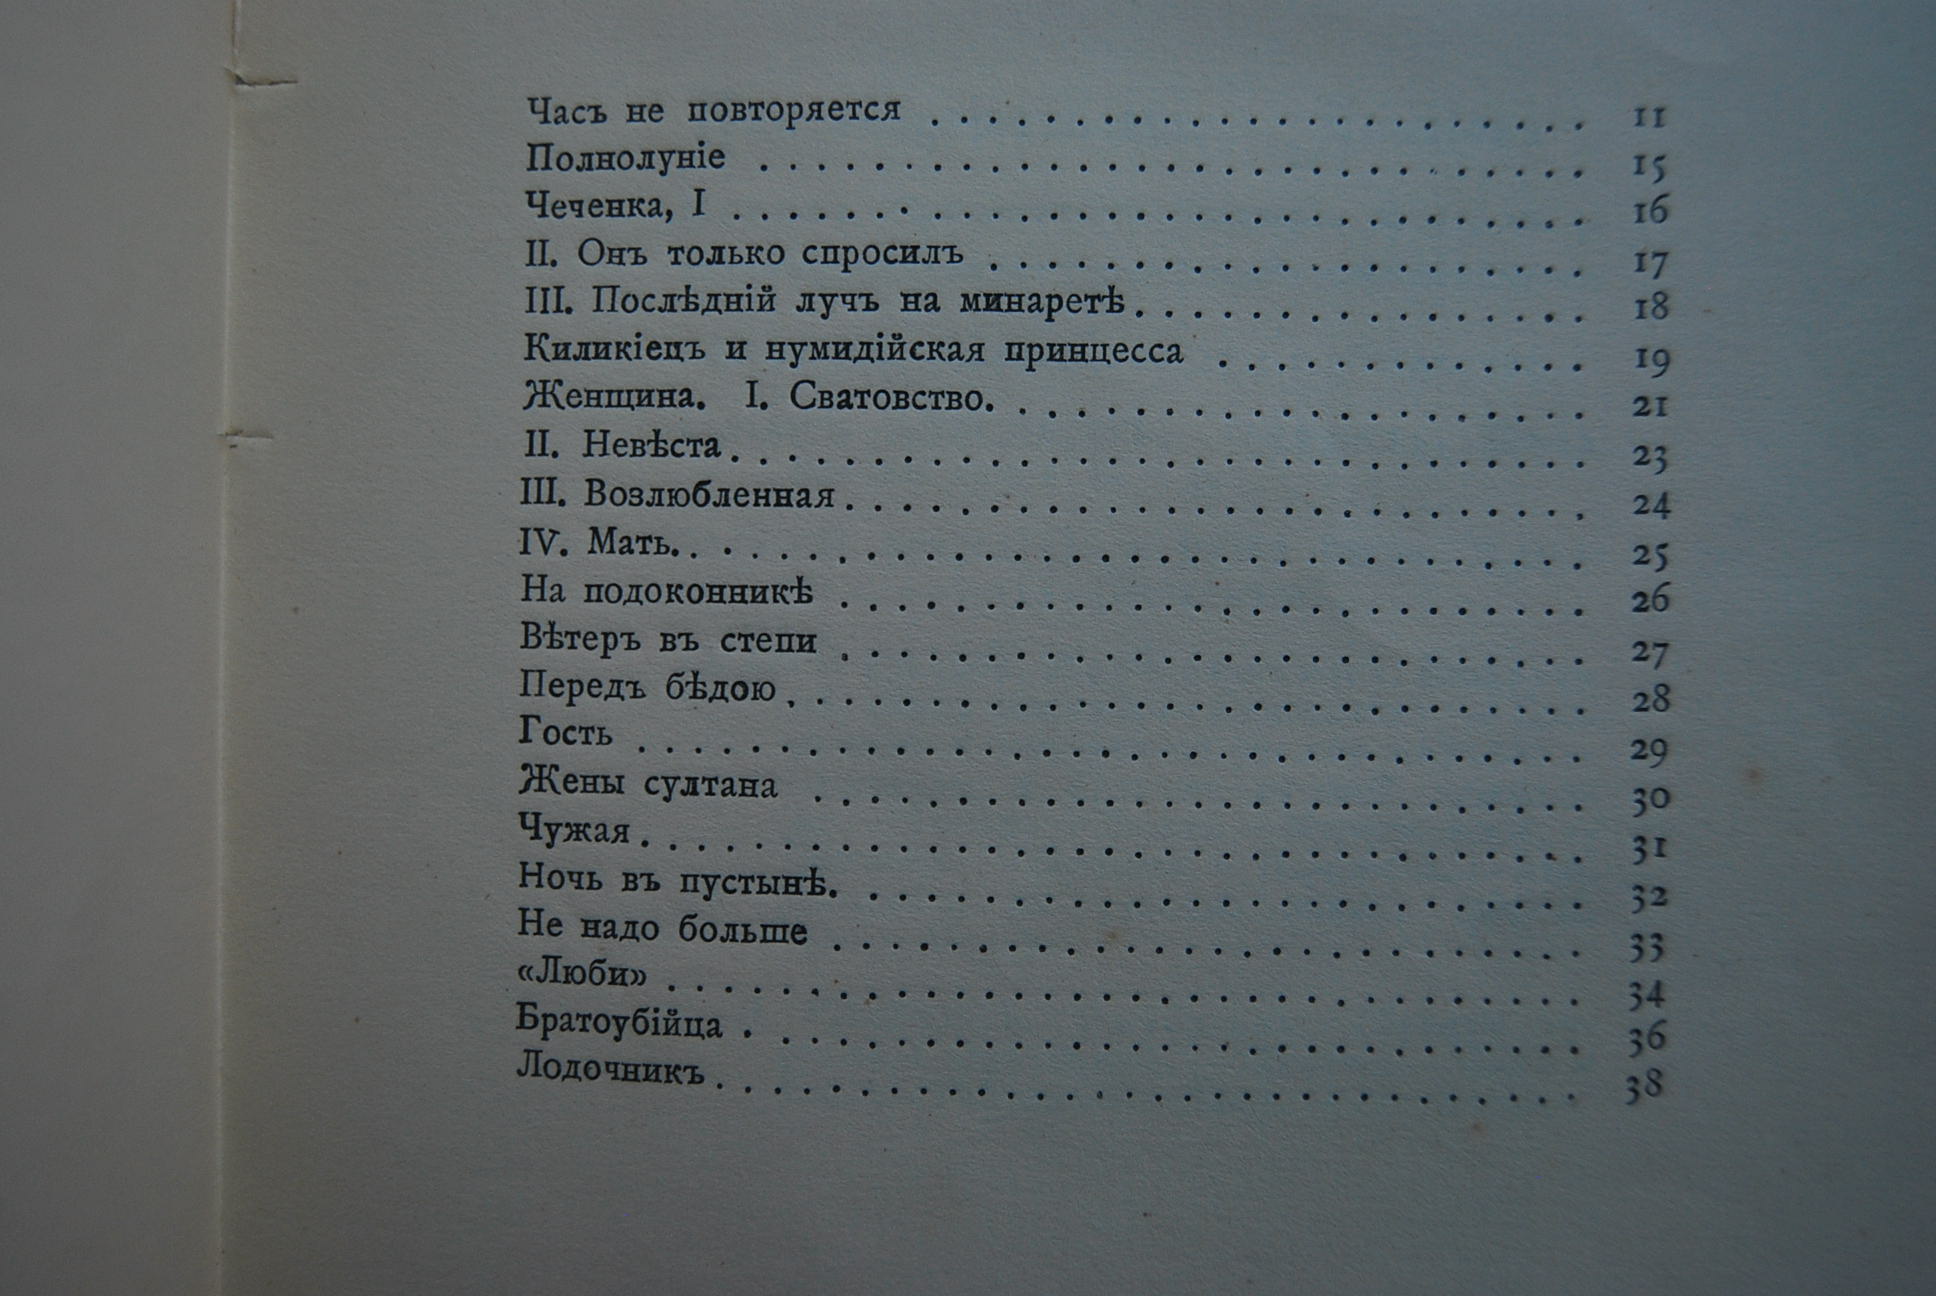 Часъ не повторяется . . . . . . . . . . . . . . . . . . . . . . . 11
Полнолуніе . . . . . . . . . . . . . . . . . . . . . . . . . . . . . 15
Чеченка, I . . . . . . . . . . . . . . . . . . . . . . . . . . . . . . 16
II. Онъ только спросилъ . . . . . . . . . . . . . . . . . . . . . 17
III. Послѣдній лучъ на минаретѣ. . . . . . . . . . . . . . . . 18
Киликіецъ и нумидійская принцесса . . . . . . . . . . . . . 19
Женщина. I. Сватовство. . . . . . . . . . . . . . . . . . . . . 21
II. Невѣста. . . . . . . . . . . . . . . . . . . . . . . . . . . . . . 23
III. Возлюбленная. . . . . . . . . . . . . . . . . . . . . . . . . . 24
IV. Мать. . . . . . . . . . . . . . . . . . . . . . . . . . . . . . . . 25
На подоконникѣ . . . . . . . . . . . . . . . . . . . . . . . . . . 26
Вѣтеръ въ степи . . . . . . . . . . . . . . . . . . . . . . . . . . 27
Передъ бѣдою . . . . . . . . . . . . . . . . . . . . . . . . . . . . 28
Гость . . . . . . . . . . . . . . . . . . . . . . . . . . . . . . . . . 29
Жены султана . . . . . . . . . . . . . . . . . . . . . . . . . . . 30
Чужая . . . . . . . . . . . . . . . . . . . . . . . . . . . . . . . . . 31
Ночь въ пустынѣ. . . . . . . . . . . . . . . . . . . . . . . . . . 32
Не надо больше . . . . . . . . . . . . . . . . . . . . . . . . . . 33
«Люби» . . . . . . . . . . . . . . . . . . . . . . . . . . . . . . . . 34
Братоубійца . . . . . . . . . . . . . . . . . . . . . . . . . . . . . 36
Лодочникъ . . . . . . . . . . . . . . . . . . . . . . . . . . . . . . 38